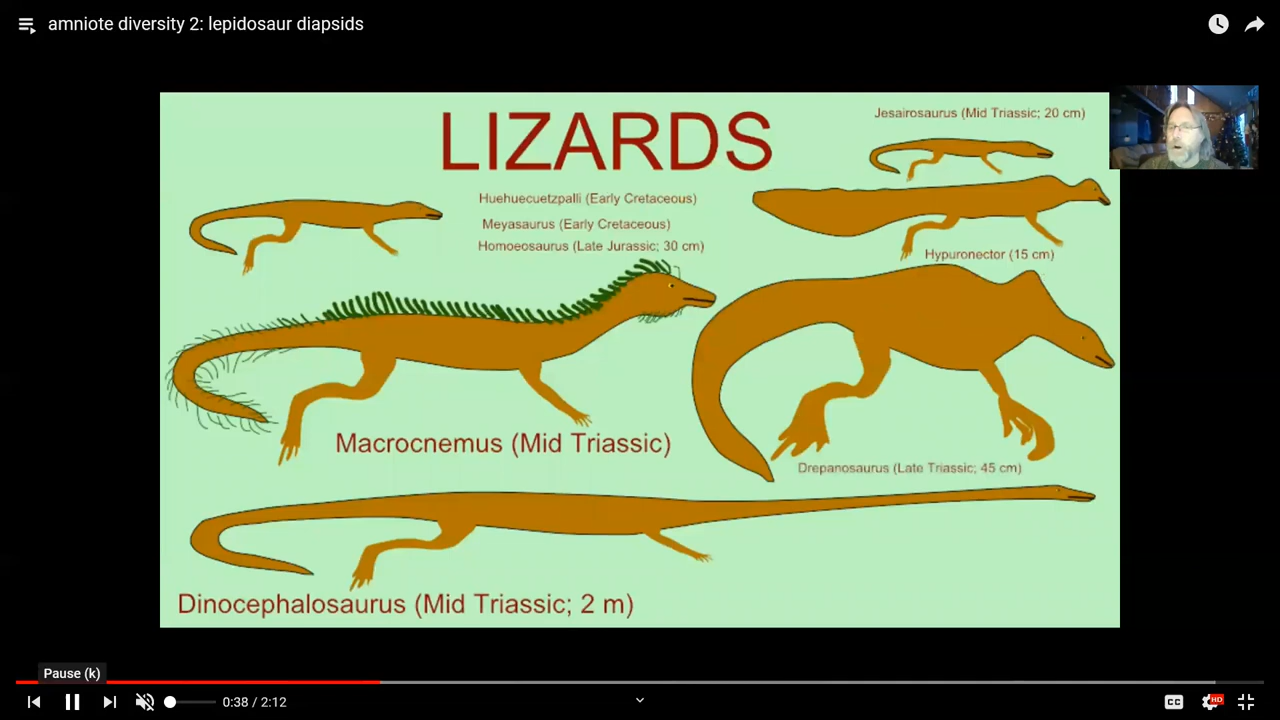 amniote diversity 2: lepidosaur diapsids
LIZARDS
Jesairosaurus (Mid Triassic; 20 cm)
Huehuecuetzpalli (Early Cretaceous)
Meyasaurus (Early Cretaceous)
Homoeosaurus (Late Jurassic; 30 cm)
Hypuronector (15 cm)
Macrocnemus (Mid Triassic)
Drepanosaurus (Late Triassic; 45 cm)
Dinocephalosaurus (Mid Triassic; 2 m)
Pause (k)
0:38 / 2:12
CC
HD